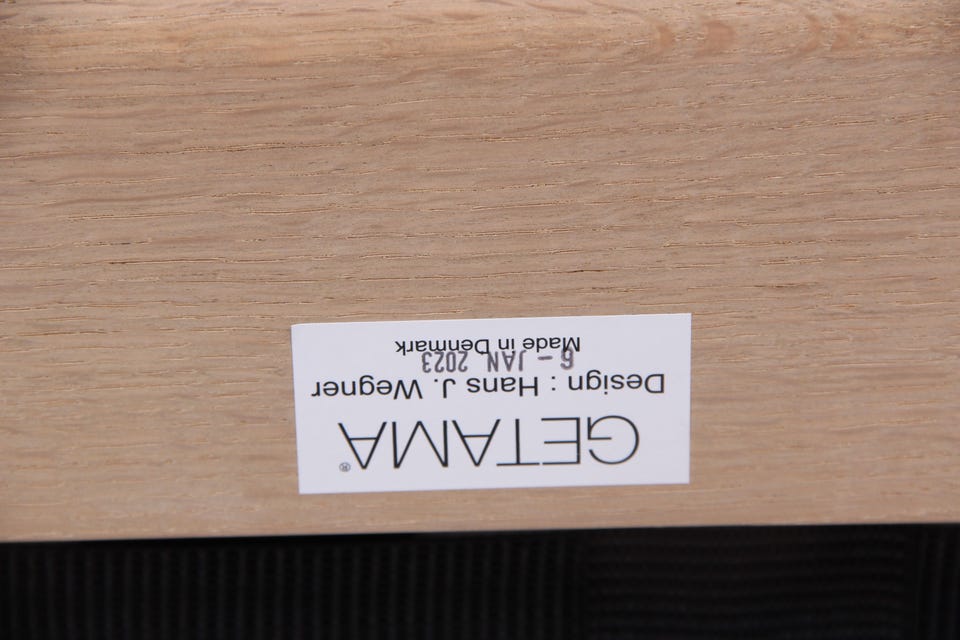 GETAMA®
Design : Hans J. Wegner
6 – JAN 2023
Made in Denmark